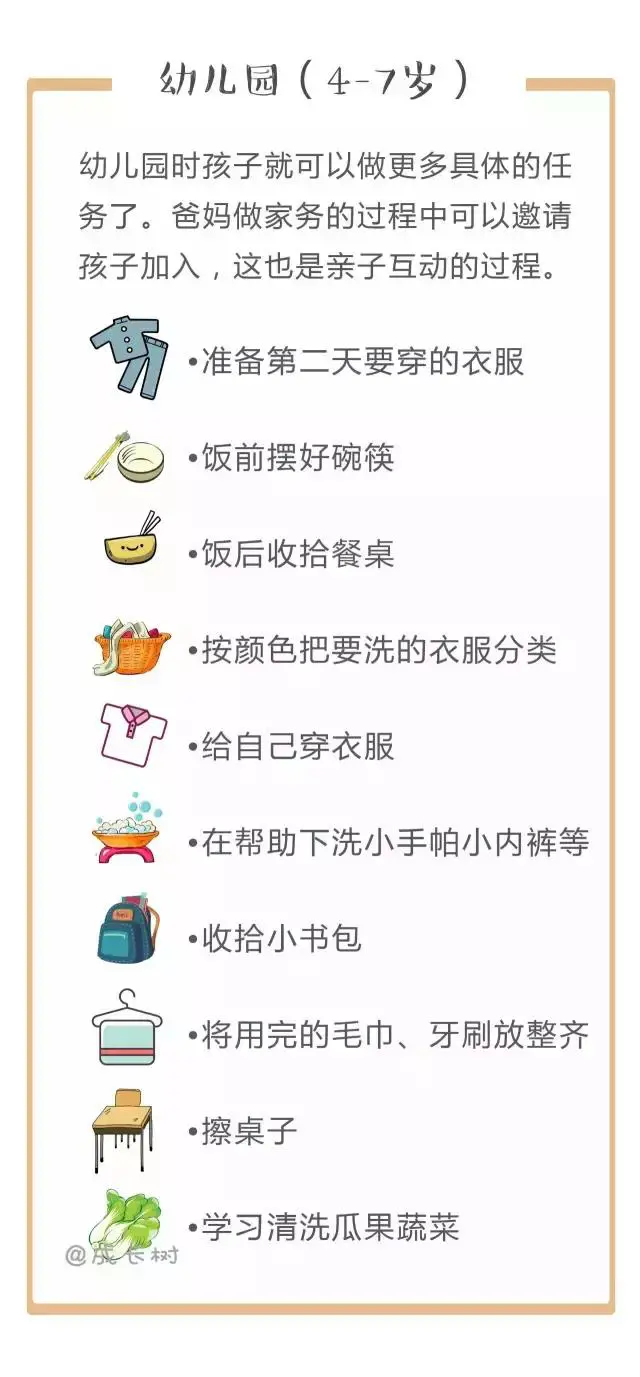 幼儿园（4-7岁）
幼儿园时孩子就可以做更多具体的任
务了。爸妈做家务的过程中可以邀请
孩子加入，这也是亲子互动的过程。
•准备第二天要穿的衣服
•饭前摆好碗筷
•饭后收拾餐桌
•按颜色把要洗的衣服分类
•给自己穿衣服
•在帮助下洗小手帕小内裤等
•收拾小书包
•将用完的毛巾、牙刷放整齐
•擦桌子
•学习清洗瓜果蔬菜
@成长树